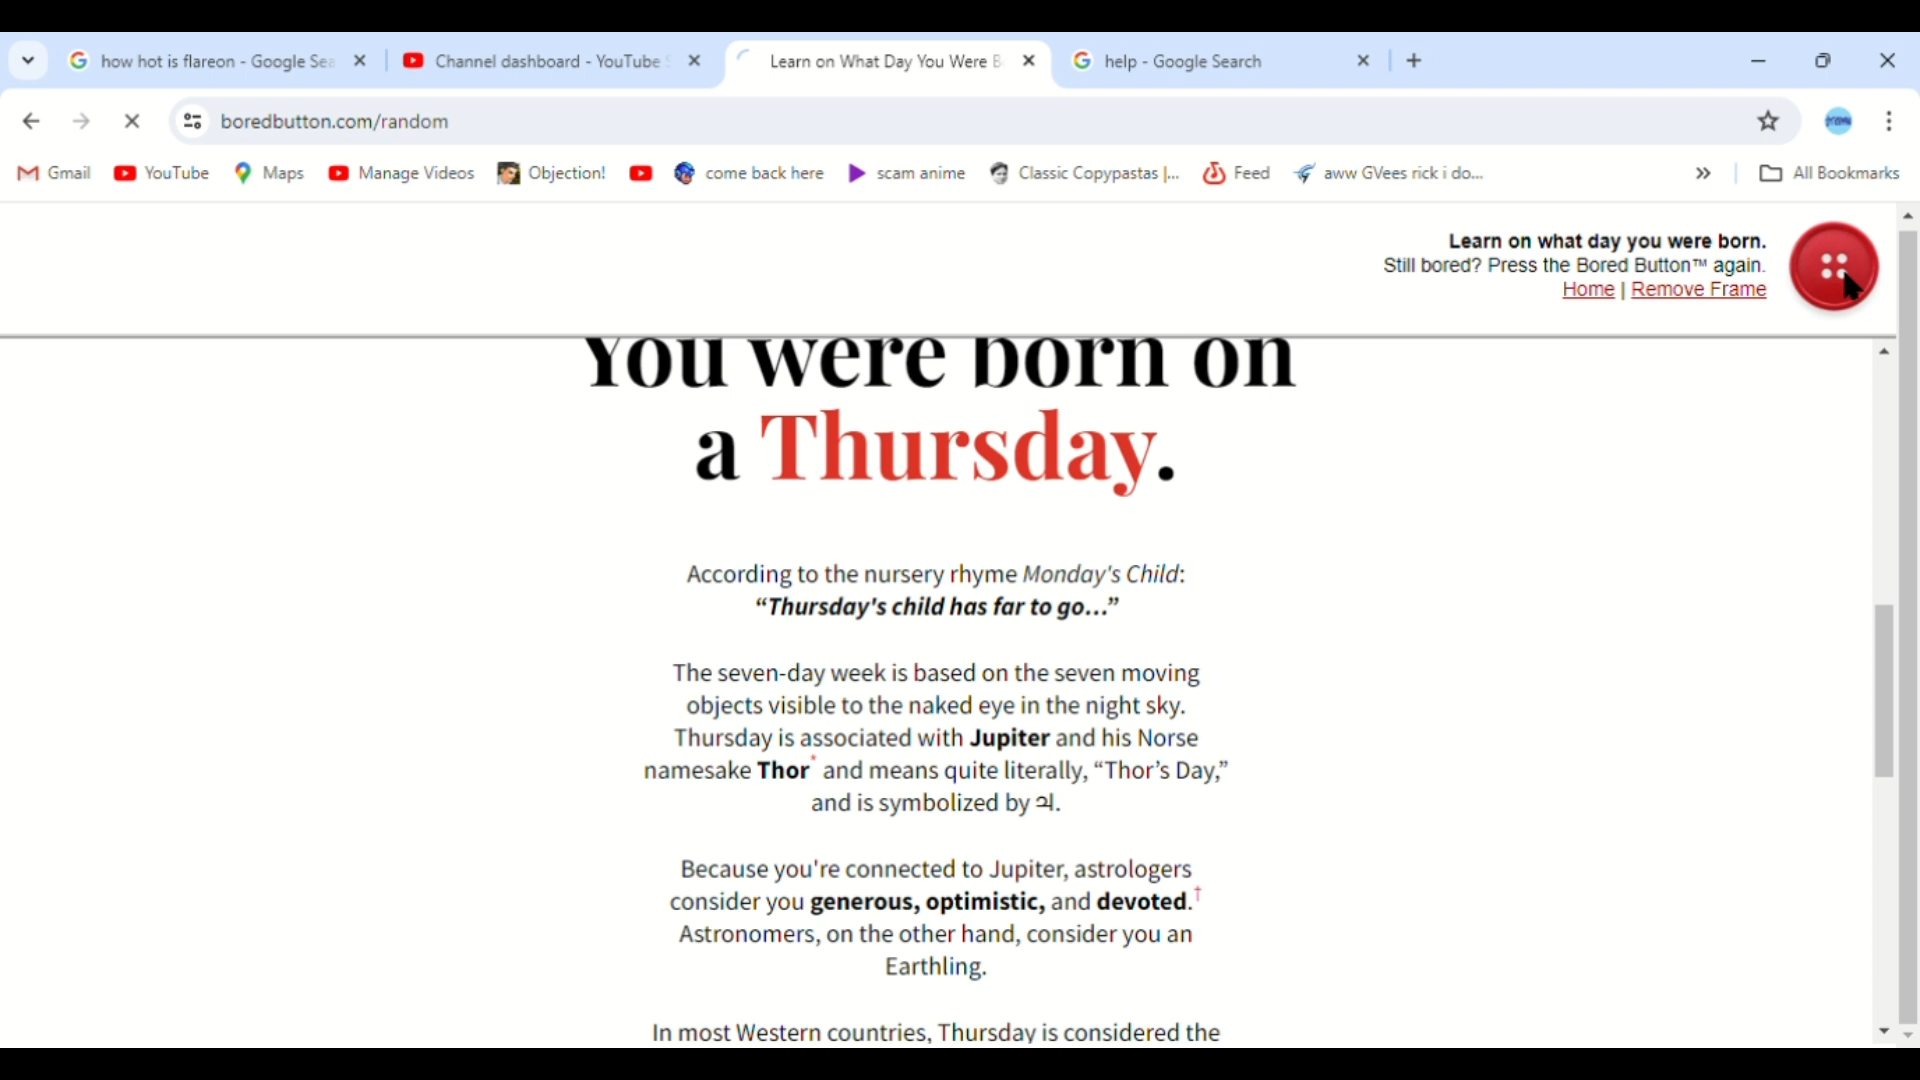 how hot is flareon - Google Sea
Channel dashboard - YouTube S
Learn on What Day You Were B
help - Google Search
boredbutton.com/random
Gmail
YouTube
Maps
Manage Videos
Objection!
come back here
scam anime
Classic Copypastas |...
Feed
aww GVees rick i do...
»
All Bookmarks
Learn on what day you were born.
Still bored? Press the Bored Button™ again.
Home | Remove Frame
You were born on
a Thursday.
According to the nursery rhyme Monday's Child:
“Thursday's child has far to go...”
The seven-day week is based on the seven moving
objects visible to the naked eye in the night sky.
Thursday is associated with Jupiter and his Norse
namesake Thor* and means quite literally, “Thor’s Day,”
and is symbolized by ♃.
Because you're connected to Jupiter, astrologers
consider you generous, optimistic, and devoted.†
Astronomers, on the other hand, consider you an
Earthling.
In most Western countries, Thursday is considered the